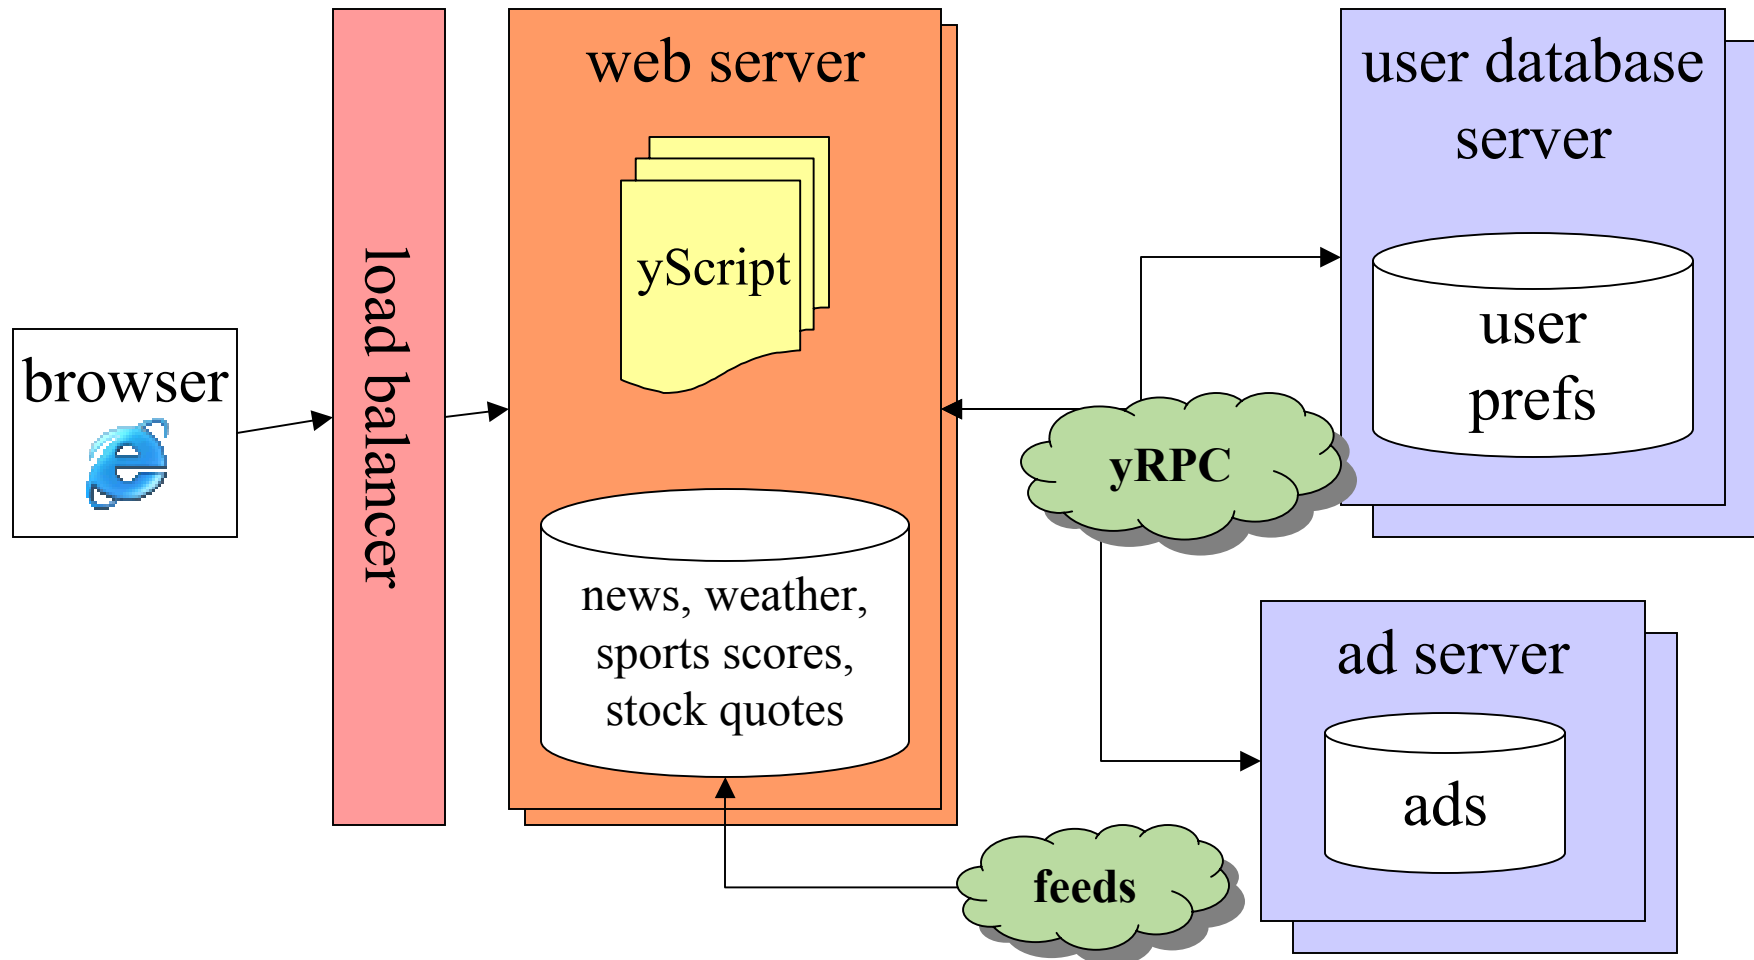 browser
load balancer
web server
yScript
news, weather,
sports scores,
stock quotes
yRPC
feeds
user database
server
user
prefs
ad server
ads